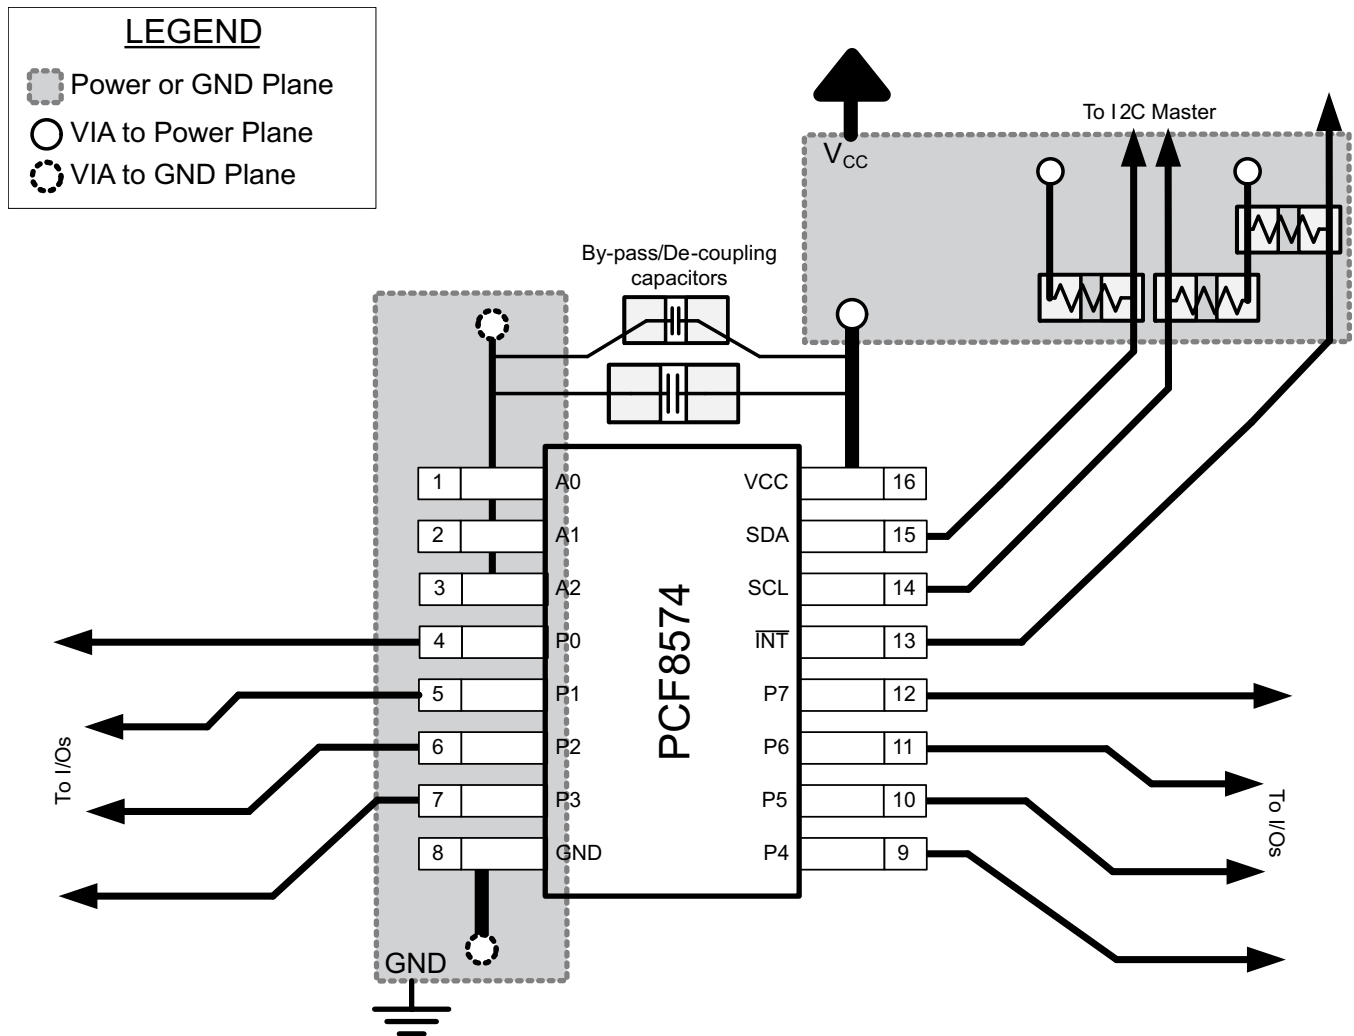 LEGEND
Power or GND Plane
VIA to Power Plane
VIA to GND Plane
To I2C Master
VCC
By-pass/De-coupling
capacitors
1 A0 VCC 16
2 A1 SDA 15
3 A2 SCL 14
4 P0 INT 13
5 P1 P7 12
6 P2 P6 11
7 P3 P5 10
8 GND P4 9
PCF8574
To I/Os
To I/Os
GND